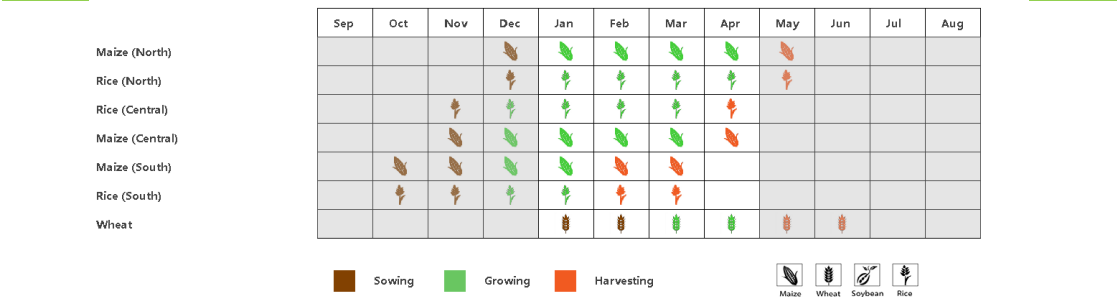 Sep Oct Nov Dec Jan Feb Mar Apr May Jun Jul Aug
Maize (North)
Rice (North)
Rice (Central)
Maize (Central)
Maize (South)
Rice (South)
Wheat
Sowing Growing Harvesting
Maize Wheat Soybean Rice